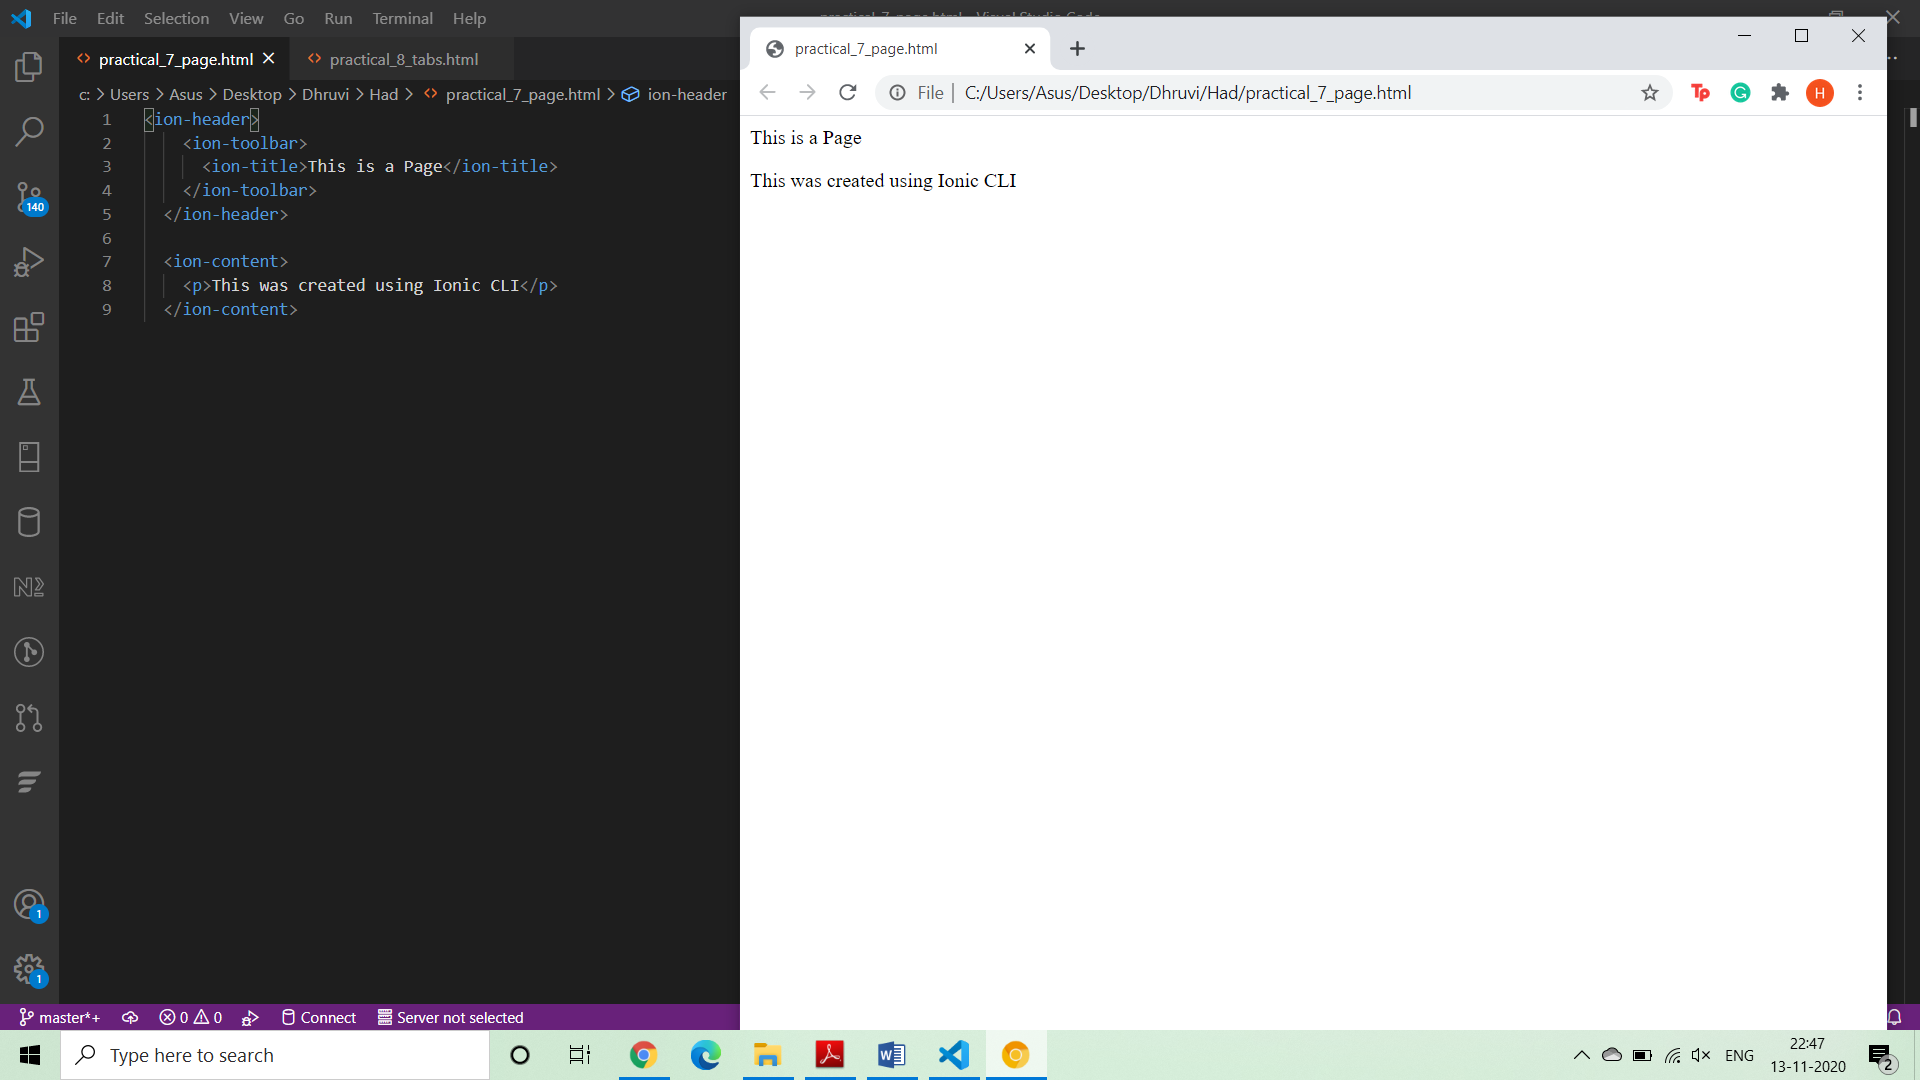 File Edit Selection View Go Run Terminal Help
practical_7_page.html practical_8_tabs.html
c: > Users > Asus > Desktop > Dhruvi > Had > practical_7_page.html > ion-header
1 <ion-header>
2 <ion-toolbar>
3 <ion-title>This is a Page</ion-title>
4 </ion-toolbar>
5 </ion-header>
6
7 <ion-content>
8 <p>This was created using Ionic CLI</p>
9 </ion-content>
140
1
1
master*+ 0 0 Connect Server not selected
practical_7_page.html
File | C:/Users/Asus/Desktop/Dhruvi/Had/practical_7_page.html
Tp G H
This is a Page
This was created using Ionic CLI
Type here to search
ENG
22:47
13-11-2020
2